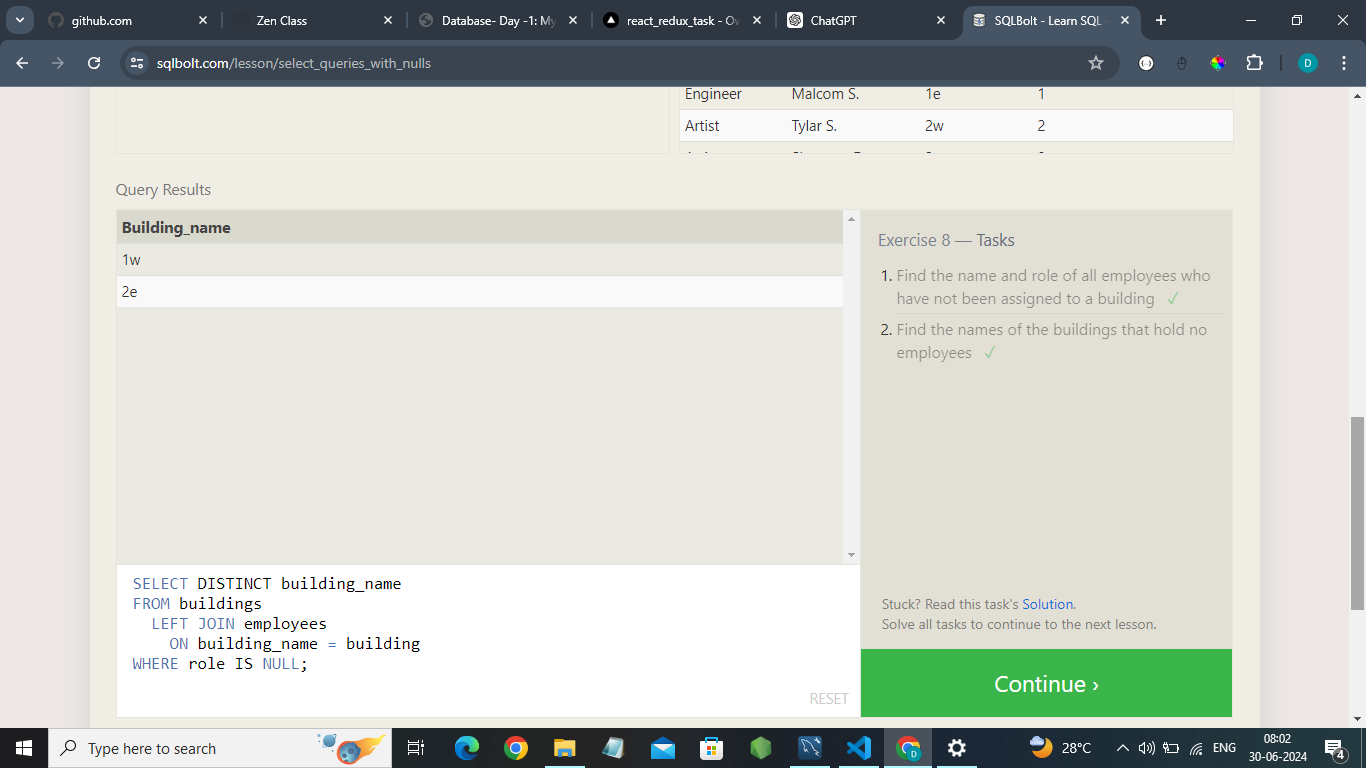 github.com
Zen Class
Database- Day -1: My
react_redux_task - Ov
ChatGPT
SQLBolt - Learn SQL -
sqlbolt.com/lesson/select_queries_with_nulls
D
Engineer Malcom S. 1e 1
Artist Tylar S. 2w 2
Query Results
Building_name
1w
2e
Exercise 8 — Tasks
1. Find the name and role of all employees who
have not been assigned to a building ✓
2. Find the names of the buildings that hold no
employees ✓
SELECT DISTINCT building_name
FROM buildings
LEFT JOIN employees
ON building_name = building
WHERE role IS NULL;
RESET
Stuck? Read this task's Solution.
Solve all tasks to continue to the next lesson.
Continue ›
Type here to search
D
28°C
ENG
08:02
30-06-2024
4